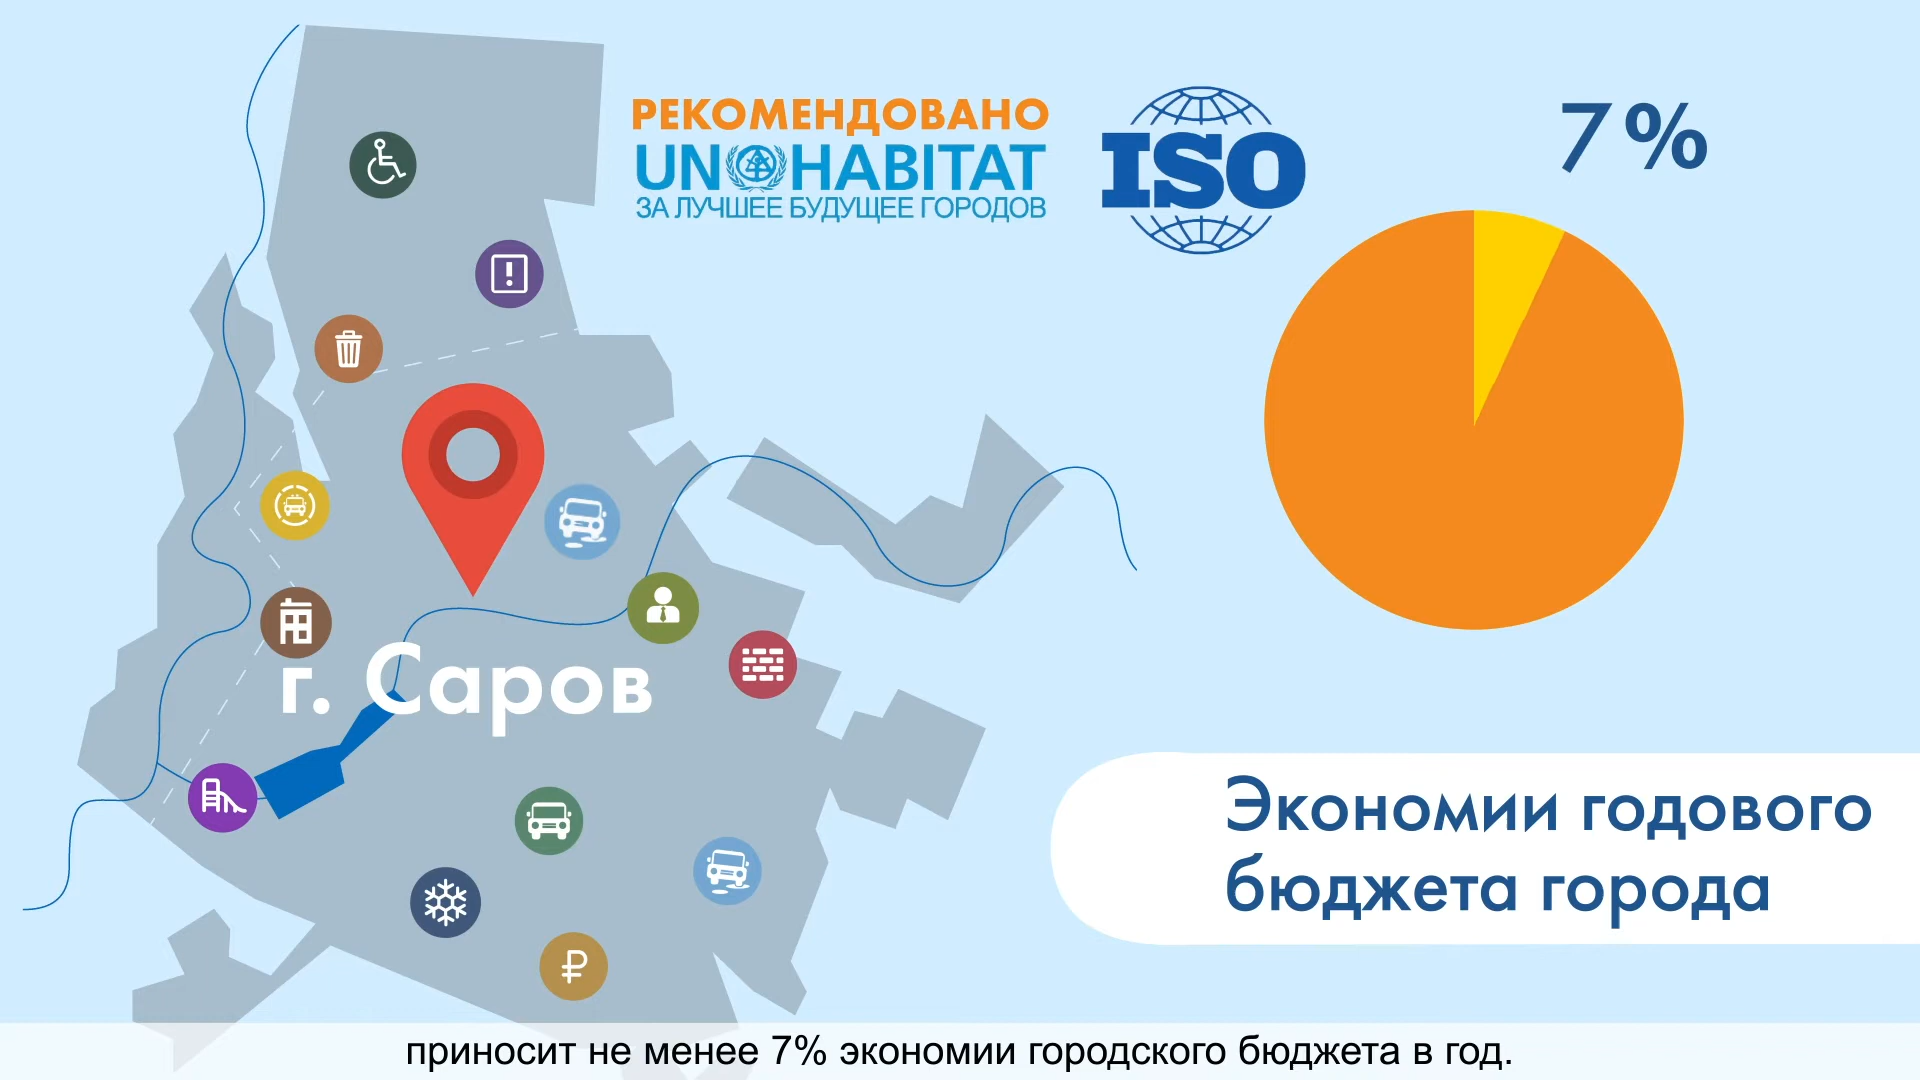 РЕКОМЕНДОВАНО
UN HABITAT
ЗА ЛУЧШЕЕ БУДУЩЕЕ ГОРОДОВ
ISO
7%
г. Саров
Экономии годового
бюджета города
приносит не менее 7% экономии городского бюджета в год.